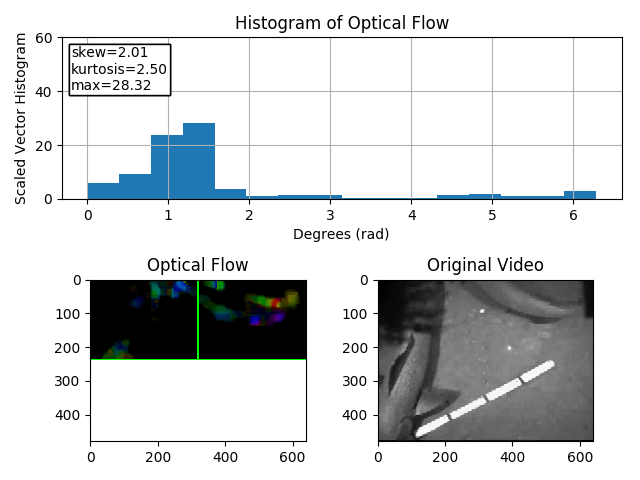 Histogram of Optical Flow
60
40
20
0
Scaled Vector Histogram
skew=2.01
kurtosis=2.50
max=28.32
0 1 2 3 4 5 6
Degrees (rad)
Optical Flow
0
100
200
300
400
0 200 400 600
Original Video
0
100
200
300
400
0 200 400 600